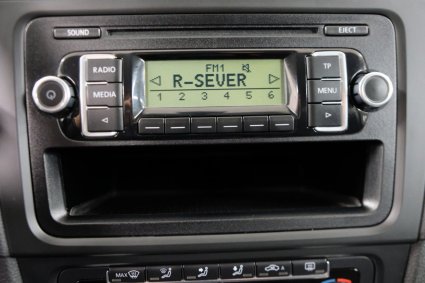 SOUND EJECT
RADIO FM1 TP
R-SEVER
MEDIA MENU
1 2 3 4 5 6
MAX A